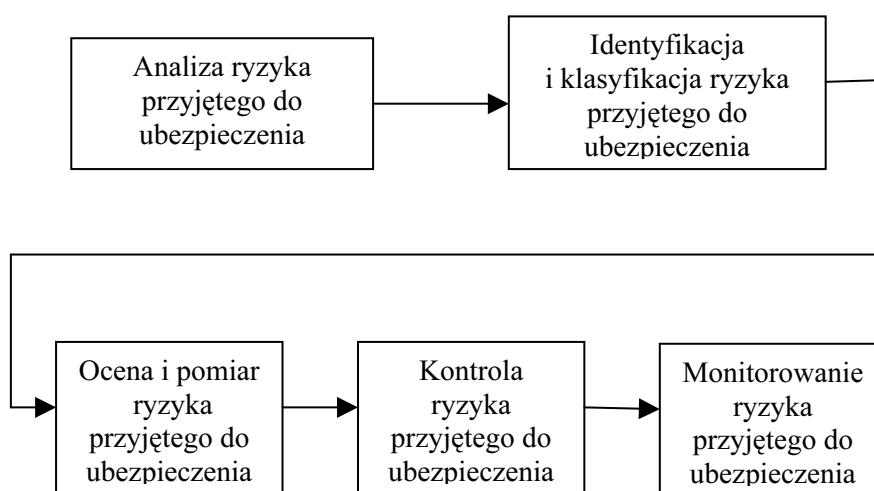 Analiza ryzyka
przyjętego do
ubezpieczenia
Identyfikacja
i klasyfikacja ryzyka
przyjętego do
ubezpieczenia
Ocena i pomiar
ryzyka
przyjętego do
ubezpieczenia
Kontrola
ryzyka
przyjętego do
ubezpieczenia
Monitorowanie
ryzyka
przyjętego do
ubezpieczenia